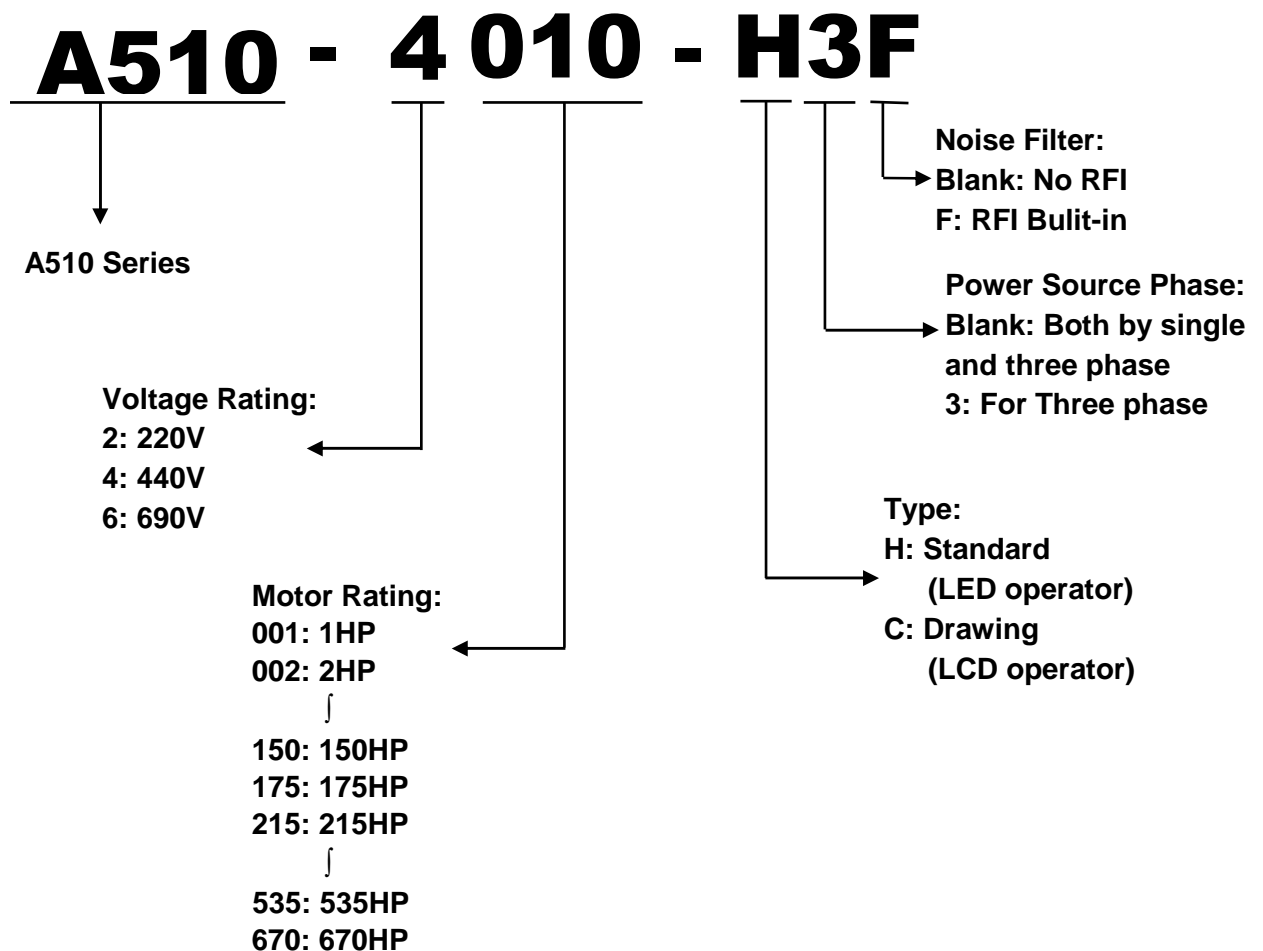 A510 - 4 010 - H3F
Noise Filter:
Blank: No RFI
F: RFI Bulit-in
A510 Series
Power Source Phase:
Blank: Both by single
and three phase
3: For Three phase
Voltage Rating:
2: 220V
4: 440V
6: 690V
Type:
H: Standard
(LED operator)
C: Drawing
(LCD operator)
Motor Rating:
001: 1HP
002: 2HP
∫
150: 150HP
175: 175HP
215: 215HP
∫
535: 535HP
670: 670HP